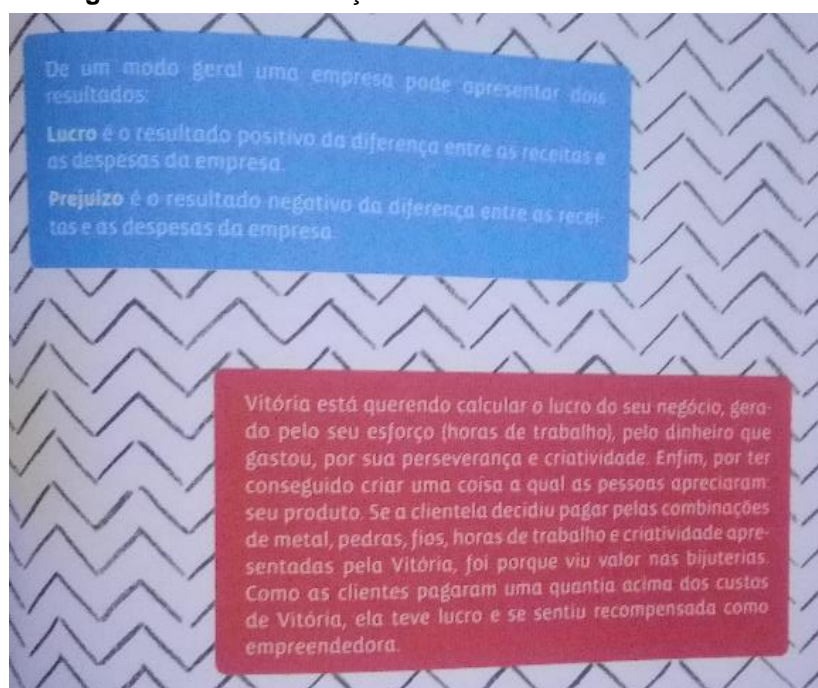 De um modo geral uma empresa pode apresentar dois
resultados:
Lucro é o resultado positivo da diferença entre as receitas e
as despesas da empresa.
Prejuízo é o resultado negativo da diferença entre as recei-
tas e as despesas da empresa.
Vitória está querendo calcular o lucro do seu negócio, gera-
do pelo seu esforço (horas de trabalho), pelo dinheiro que
gastou, por sua perseverança e criatividade. Enfim, por ter
conseguido criar uma coisa a qual as pessoas apreciaram:
seu produto. Se a clientela decidiu pagar pelas combinações
de metal, pedras, fios, horas de trabalho e criatividade apre-
sentadas pela Vitória, foi porque viu valor nas bijuterias.
Como as clientes pagaram uma quantia acima dos custos
de Vitória, ela teve lucro e se sentiu recompensada como
empreendedora.